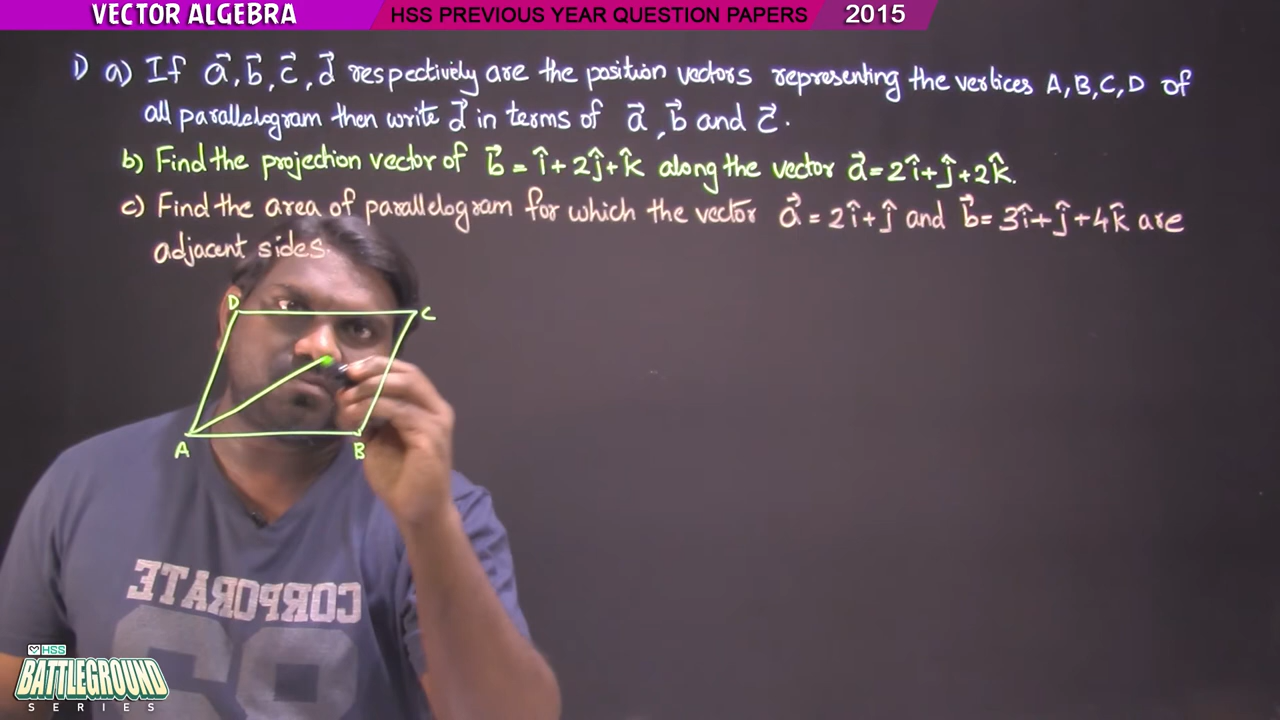 VECTOR ALGEBRA HSS PREVIOUS YEAR QUESTION PAPERS 2015
1) a) If a⃗, b⃗, c⃗, d⃗ respectively are the position vectors representing the vertices A, B, C, D of
all parallelogram then write d⃗ in terms of a⃗, b⃗ and c⃗.
b) Find the projection vector of b⃗ = î + 2ĵ + k̂ along the vector a⃗ = 2î + ĵ + 2k̂.
c) Find the area of parallelogram for which the vector a⃗ = 2î + ĵ and b⃗ = 3î + ĵ + 4k̂ are
adjacent sides.
D C
A B
CORPORATE
92
HSS
BATTLEGROUND
SERIES